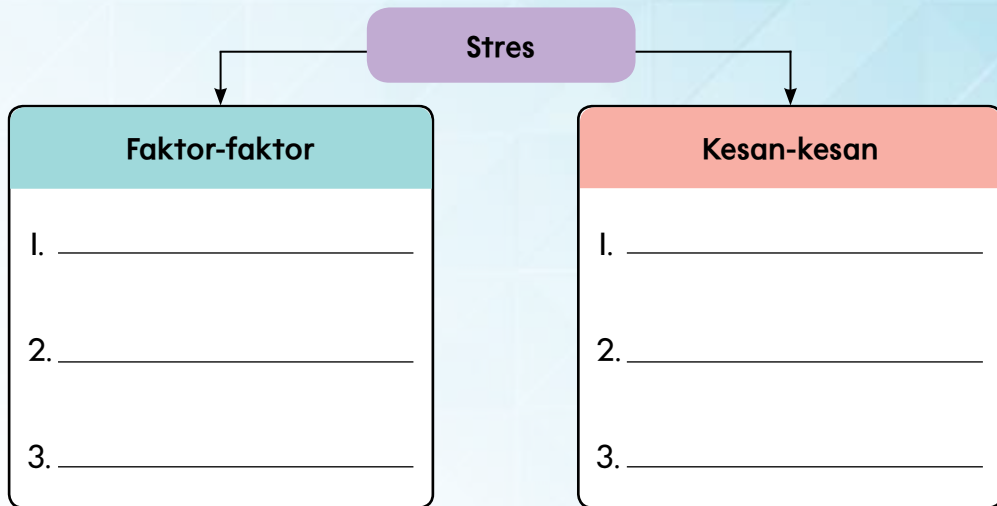 Stres
Faktor-faktor
1.
2.
3.
Kesan-kesan
1.
2.
3.